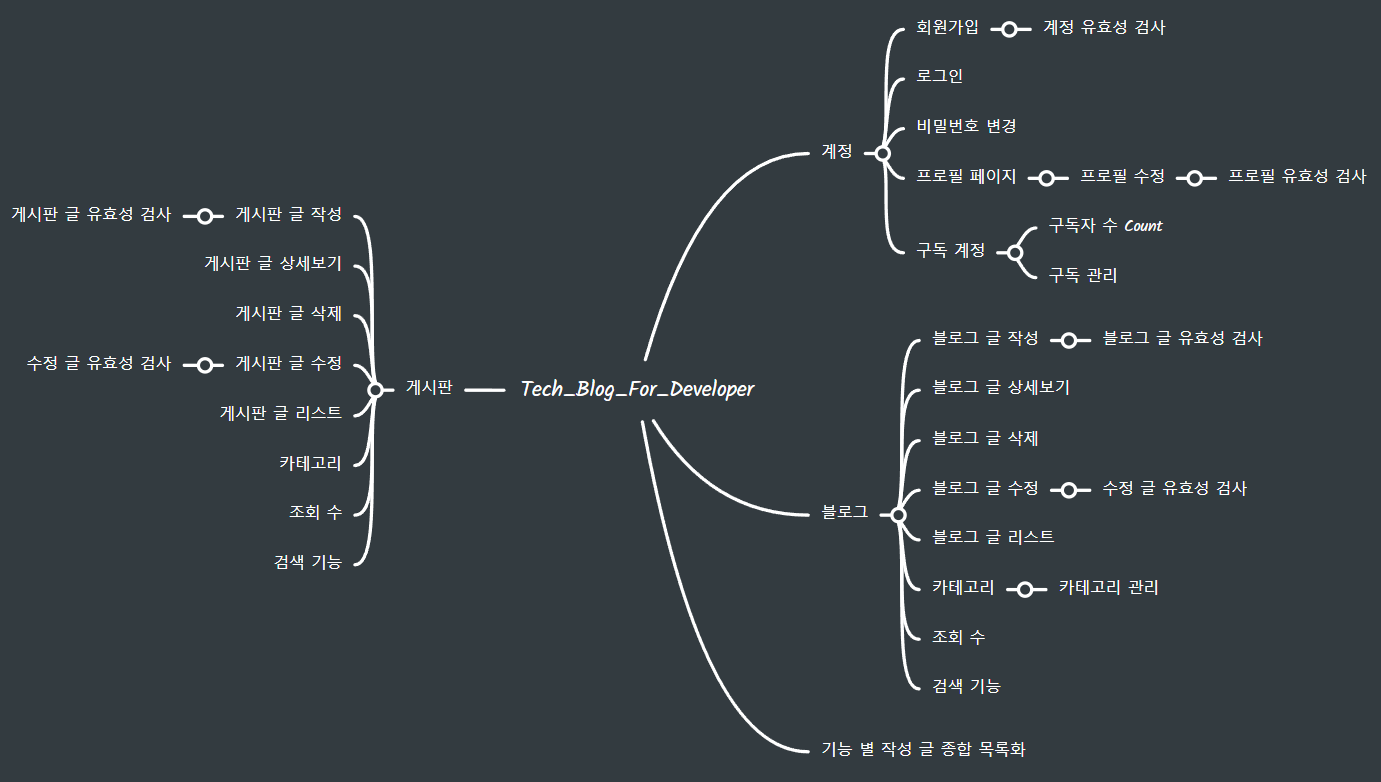 Tech_Blog_For_Developer
계정
회원가입
계정 유효성 검사
로그인
비밀번호 변경
프로필 페이지
프로필 수정
프로필 유효성 검사
구독 계정
구독자 수 Count
구독 관리
블로그
블로그 글 작성
블로그 글 유효성 검사
블로그 글 상세보기
블로그 글 삭제
블로그 글 수정
수정 글 유효성 검사
블로그 글 리스트
카테고리
카테고리 관리
조회 수
검색 기능
기능 별 작성 글 종합 목록화
게시판
게시판 글 작성
게시판 글 유효성 검사
게시판 글 상세보기
게시판 글 삭제
게시판 글 수정
수정 글 유효성 검사
게시판 글 리스트
카테고리
조회 수
검색 기능